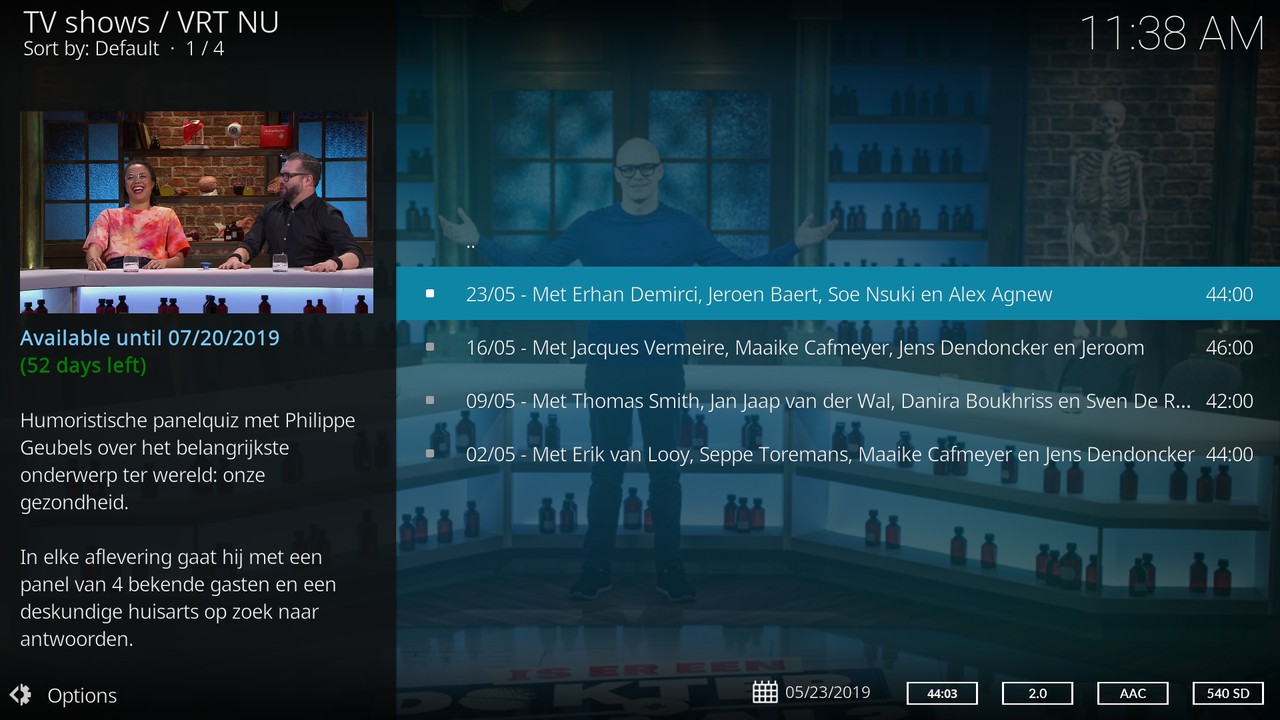 TV shows / VRT NU
Sort by: Default · 1 / 4
11:38 AM
Available until 07/20/2019
(52 days left)
Humoristische panelquiz met Philippe
Geubels over het belangrijkste
onderwerp ter wereld: onze
gezondheid.
In elke aflevering gaat hij met een
panel van 4 bekende gasten en een
deskundige huisarts op zoek naar
antwoorden.
..
23/05 - Met Erhan Demirci, Jeroen Baert, Soe Nsuki en Alex Agnew 44:00
16/05 - Met Jacques Vermeire, Maaike Cafmeyer, Jens Dendoncker en Jeroom 46:00
09/05 - Met Thomas Smith, Jan Jaap van der Wal, Danira Boukhriss en Sven De R... 42:00
02/05 - Met Erik van Looy, Seppe Toremans, Maaike Cafmeyer en Jens Dendoncker 44:00
IS ER EEN
DOKTER
Options
05/23/2019 44:03 2.0 AAC 540 SD